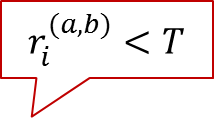 r_i^{(a,b)} < T